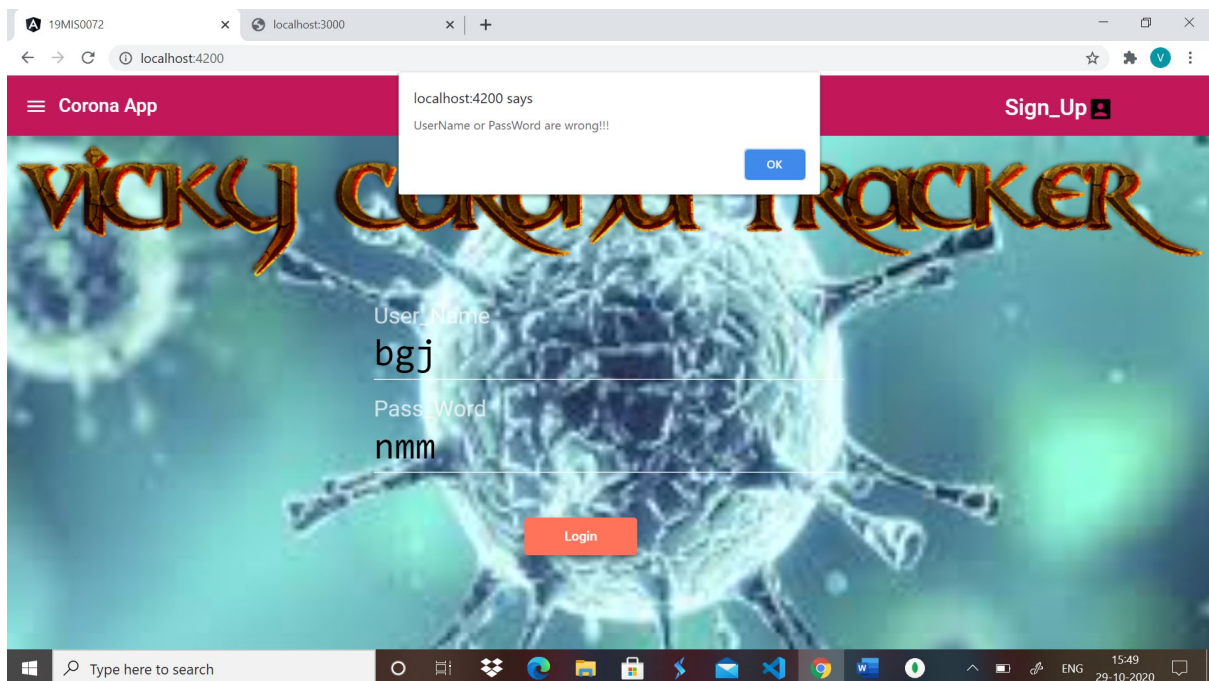 19MIS0072
localhost:3000
localhost:4200
V
Corona App
localhost:4200 says
UserName or PassWord are wrong!!!
OK
Sign_Up
VICKY CORONA TRACKER
User_Name
bgj
Pass_Word
nmm
Login
Type here to search
ENG
15:49
29-10-2020